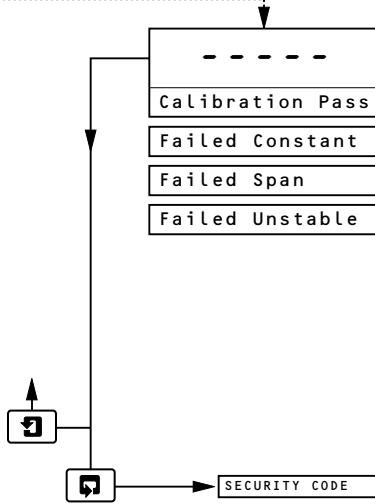 - - - - -
Calibration Pass
Failed Constant
Failed Span
Failed Unstable
SECURITY CODE